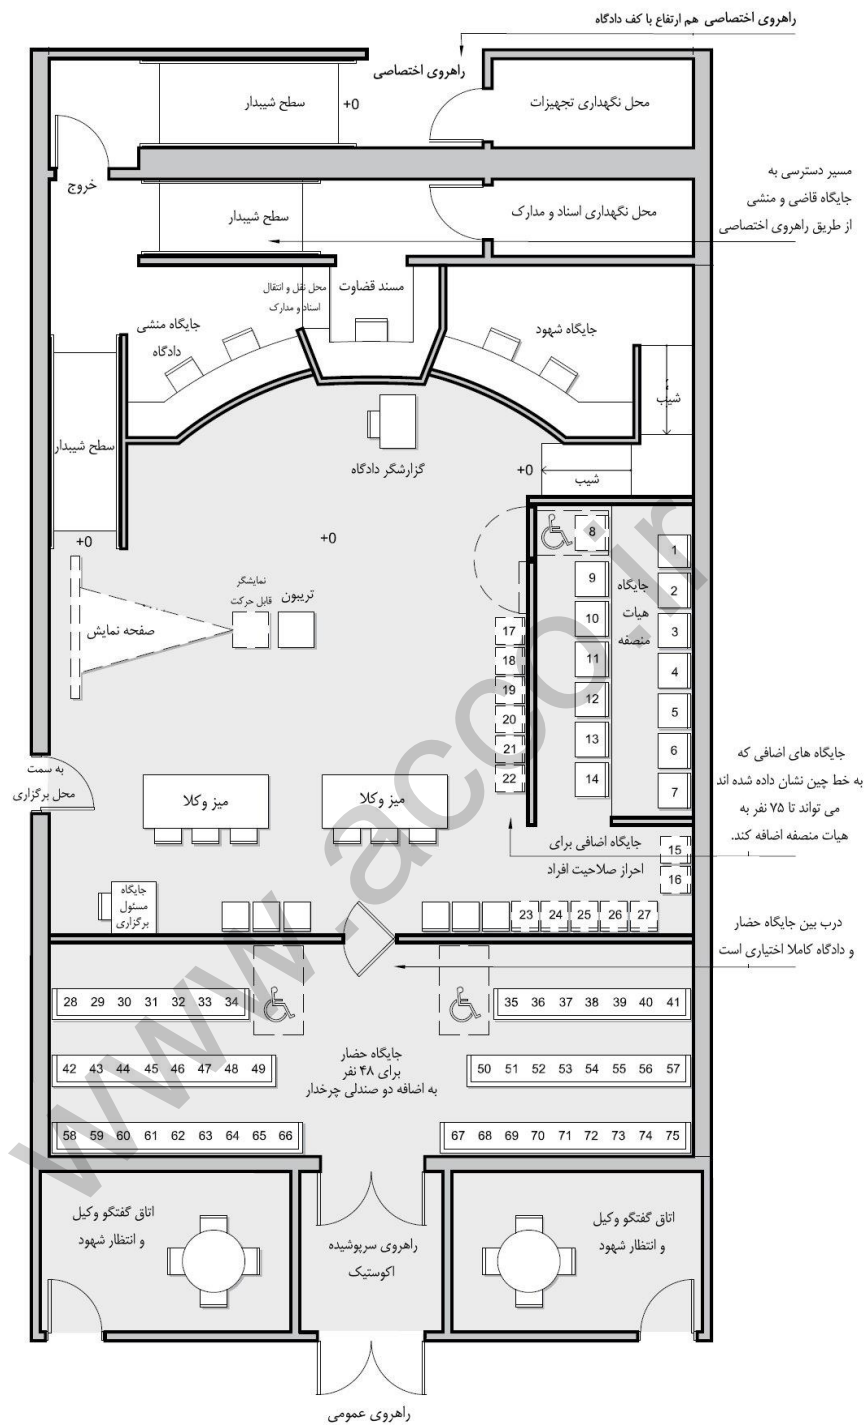 راهروی اختصاصی هم ارتفاع با کف دادگاه
راهروی اختصاصی
محل نگهداری تجهیزات
سطح شیبدار
+0
خروج
مسیر دسترسی به
جایگاه قاضی و منشی
از طریق راهروی اختصاصی
محل نگهداری اسناد و مدارک
سطح شیبدار
مسند قضاوت
محل نقل و انتقال
اسناد و مدارک
جایگاه منشی
دادگاه
جایگاه شهود
شیب
سطح شیبدار
گزارشگر دادگاه
+0
شیب
+0
+0
8
1
9
2
10
3
11
4
12
5
13
6
14
7
جایگاه
هیات
منصفه
نمایشگر
قابل حرکت
تریبون
صفحه نمایش
17
18
19
20
21
22
به سمت
محل برگزاری
میز وکلا
میز وکلا
جایگاه های اضافی که
به خط چین نشان داده شده اند
می تواند تا ۷۵ نفر به
هیات منصفه اضافه کند.
جایگاه اضافی برای
احراز صلاحیت افراد
15
16
جایگاه
مسئول
برگزاری
23 24 25 26 27
درب بین جایگاه حضار
و دادگاه کاملا اختیاری است
28 29 30 31 32 33 34
35 36 37 38 39 40 41
جایگاه حضار
برای ۴۸ نفر
به اضافه دو صندلی چرخدار
42 43 44 45 46 47 48 49
50 51 52 53 54 55 56 57
58 59 60 61 62 63 64 65 66
67 68 69 70 71 72 73 74 75
اتاق گفتگو وکیل
و انتظار شهود
راهروی سرپوشیده
اکوستیک
اتاق گفتگو وکیل
و انتظار شهود
راهروی عمومی
www.acco.ir